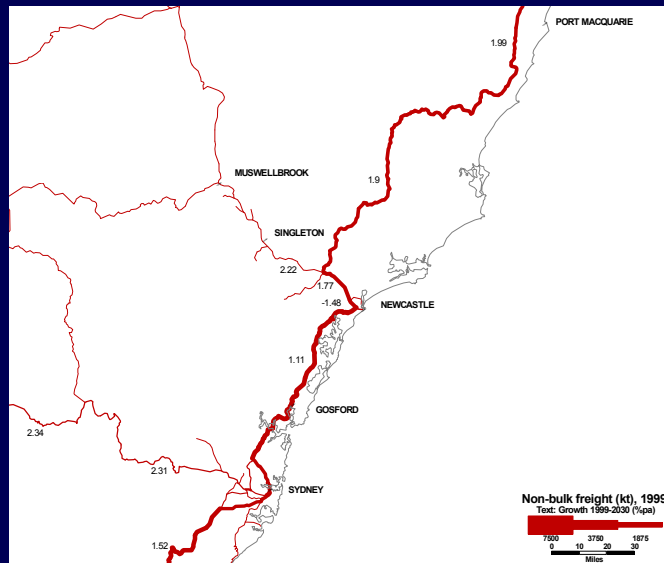 PORT MACQUARIE
1.99
MUSWELLBROOK
1.9
SINGLETON
2.22
1.77
-1.48
NEWCASTLE
1.11
GOSFORD
2.34
2.31
SYDNEY
1.52
Non-bulk freight (kt), 1999
Text: Growth 1999-2030 (%pa)
7500 3750 1875
0 10 20 30
Miles